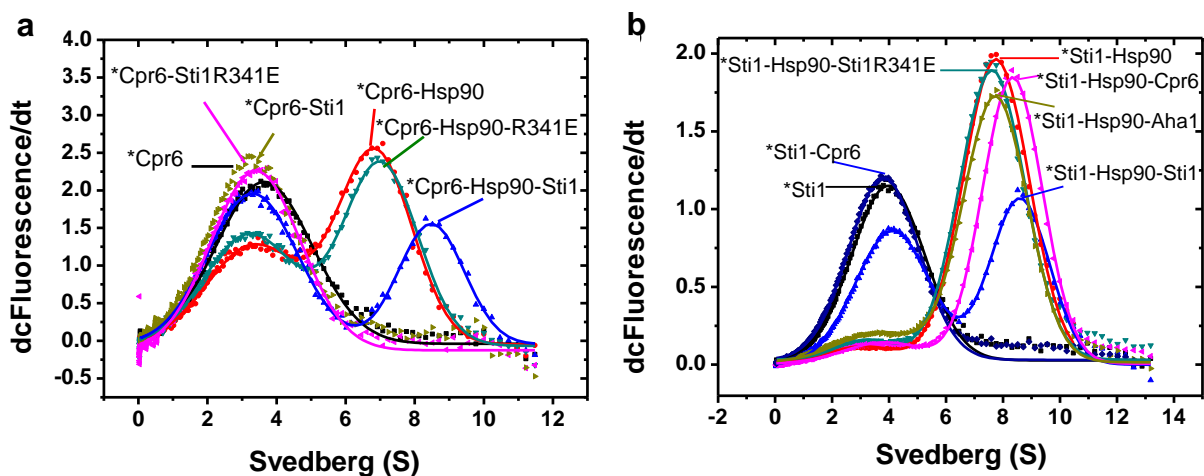 a
dcFluorescence/dt
4.0
3.5
3.0
2.5
2.0
1.5
1.0
0.5
0.0
-0.5
*Cpr6-Sti1R341E
*Cpr6-Sti1
*Cpr6
*Cpr6-Hsp90
*Cpr6-Hsp90-R341E
*Cpr6-Hsp90-Sti1
0 2 4 6 8 10 12
Svedberg (S)
b
dcFluorescence/dt
2.0
1.5
1.0
0.5
0.0
*Sti1-Hsp90-Sti1R341E
*Sti1-Hsp90
*Sti1-Hsp90-Cpr6
*Sti1-Hsp90-Aha1
*Sti1-Cpr6
*Sti1
*Sti1-Hsp90-Sti1
-2 0 2 4 6 8 10 12 14
Svedberg (S)